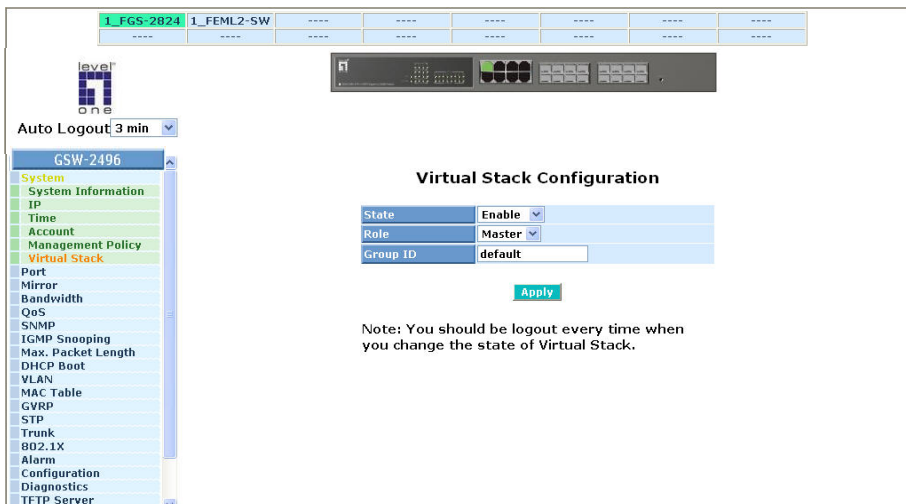 1_FGS-2824 1_FEML2-SW ---- ---- ---- ---- ---- ----
---- ---- ---- ---- ---- ---- ---- ----
level
one
Auto Logout 3 min
GSW-2496
System
System Information
IP
Time
Account
Management Policy
Virtual Stack
Port
Mirror
Bandwidth
QoS
SNMP
IGMP Snooping
Max. Packet Length
DHCP Boot
VLAN
MAC Table
GVRP
STP
Trunk
802.1X
Alarm
Configuration
Diagnostics
TFTP Server
Virtual Stack Configuration
State Enable
Role Master
Group ID default
Apply
Note: You should be logout every time when
you change the state of Virtual Stack.